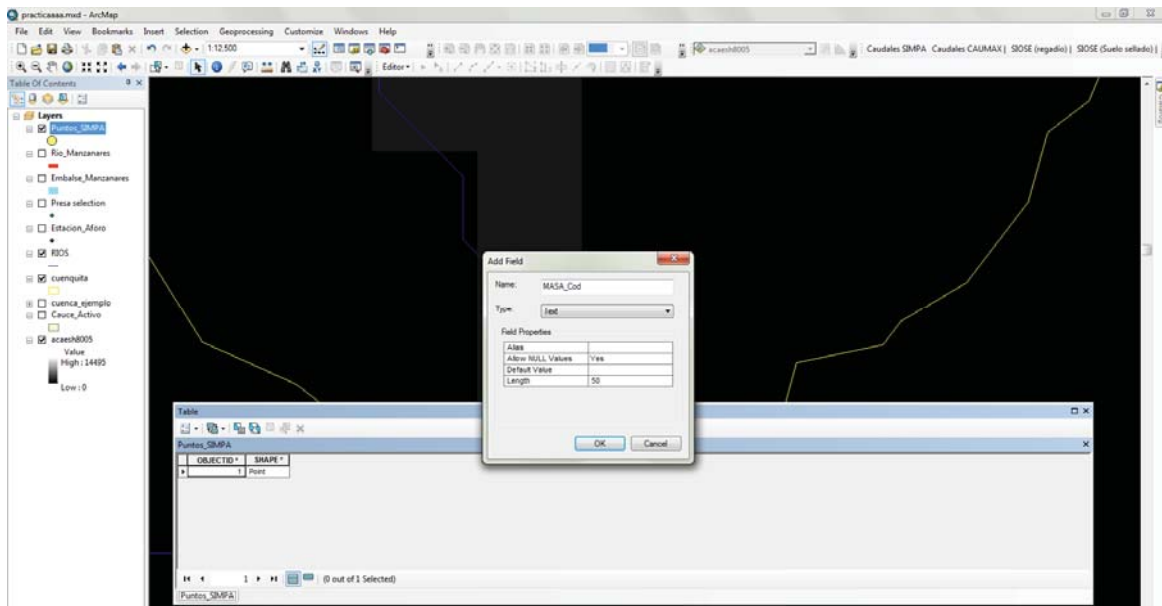 practicaaaa.mxd - ArcMap
File Edit View Bookmarks Insert Selection Geoprocessing Customize Windows Help
1:12.500
acaesh8005
Caudales SIMPA Caudales CAUMAX | SIOSE (regadio) | SIOSE (Suelo sellado) |
Editor
Table Of Contents
Layers
Puntos_SIMPA
Rio_Manzanares
Embalse_Manzanares
Presa selection
Estacion_Aforo
RIOS
cuenquita
cuenca_ejemplo
Cauce_Activo
acaesh8005
Value
High : 14495
Low : 0
Add Field
Name: MASA_Cod
Type: Text
Field Properties
Alias
Allow NULL Values Yes
Default Value
Length 50
OK Cancel
Table
Puntos_SIMPA
OBJECTID * SHAPE *
1 Point
1 (0 out of 1 Selected)
Puntos_SIMPA